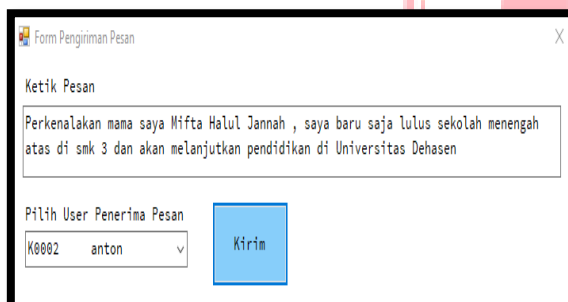 Form Pengiriman Pesan
Ketik Pesan
Perkenalakan mama saya Mifta Halul Jannah , saya baru saja lulus sekolah menengah
atas di smk 3 dan akan melanjutkan pendidikan di Universitas Dehasen
Pilih User Penerima Pesan
K0002 anton
Kirim